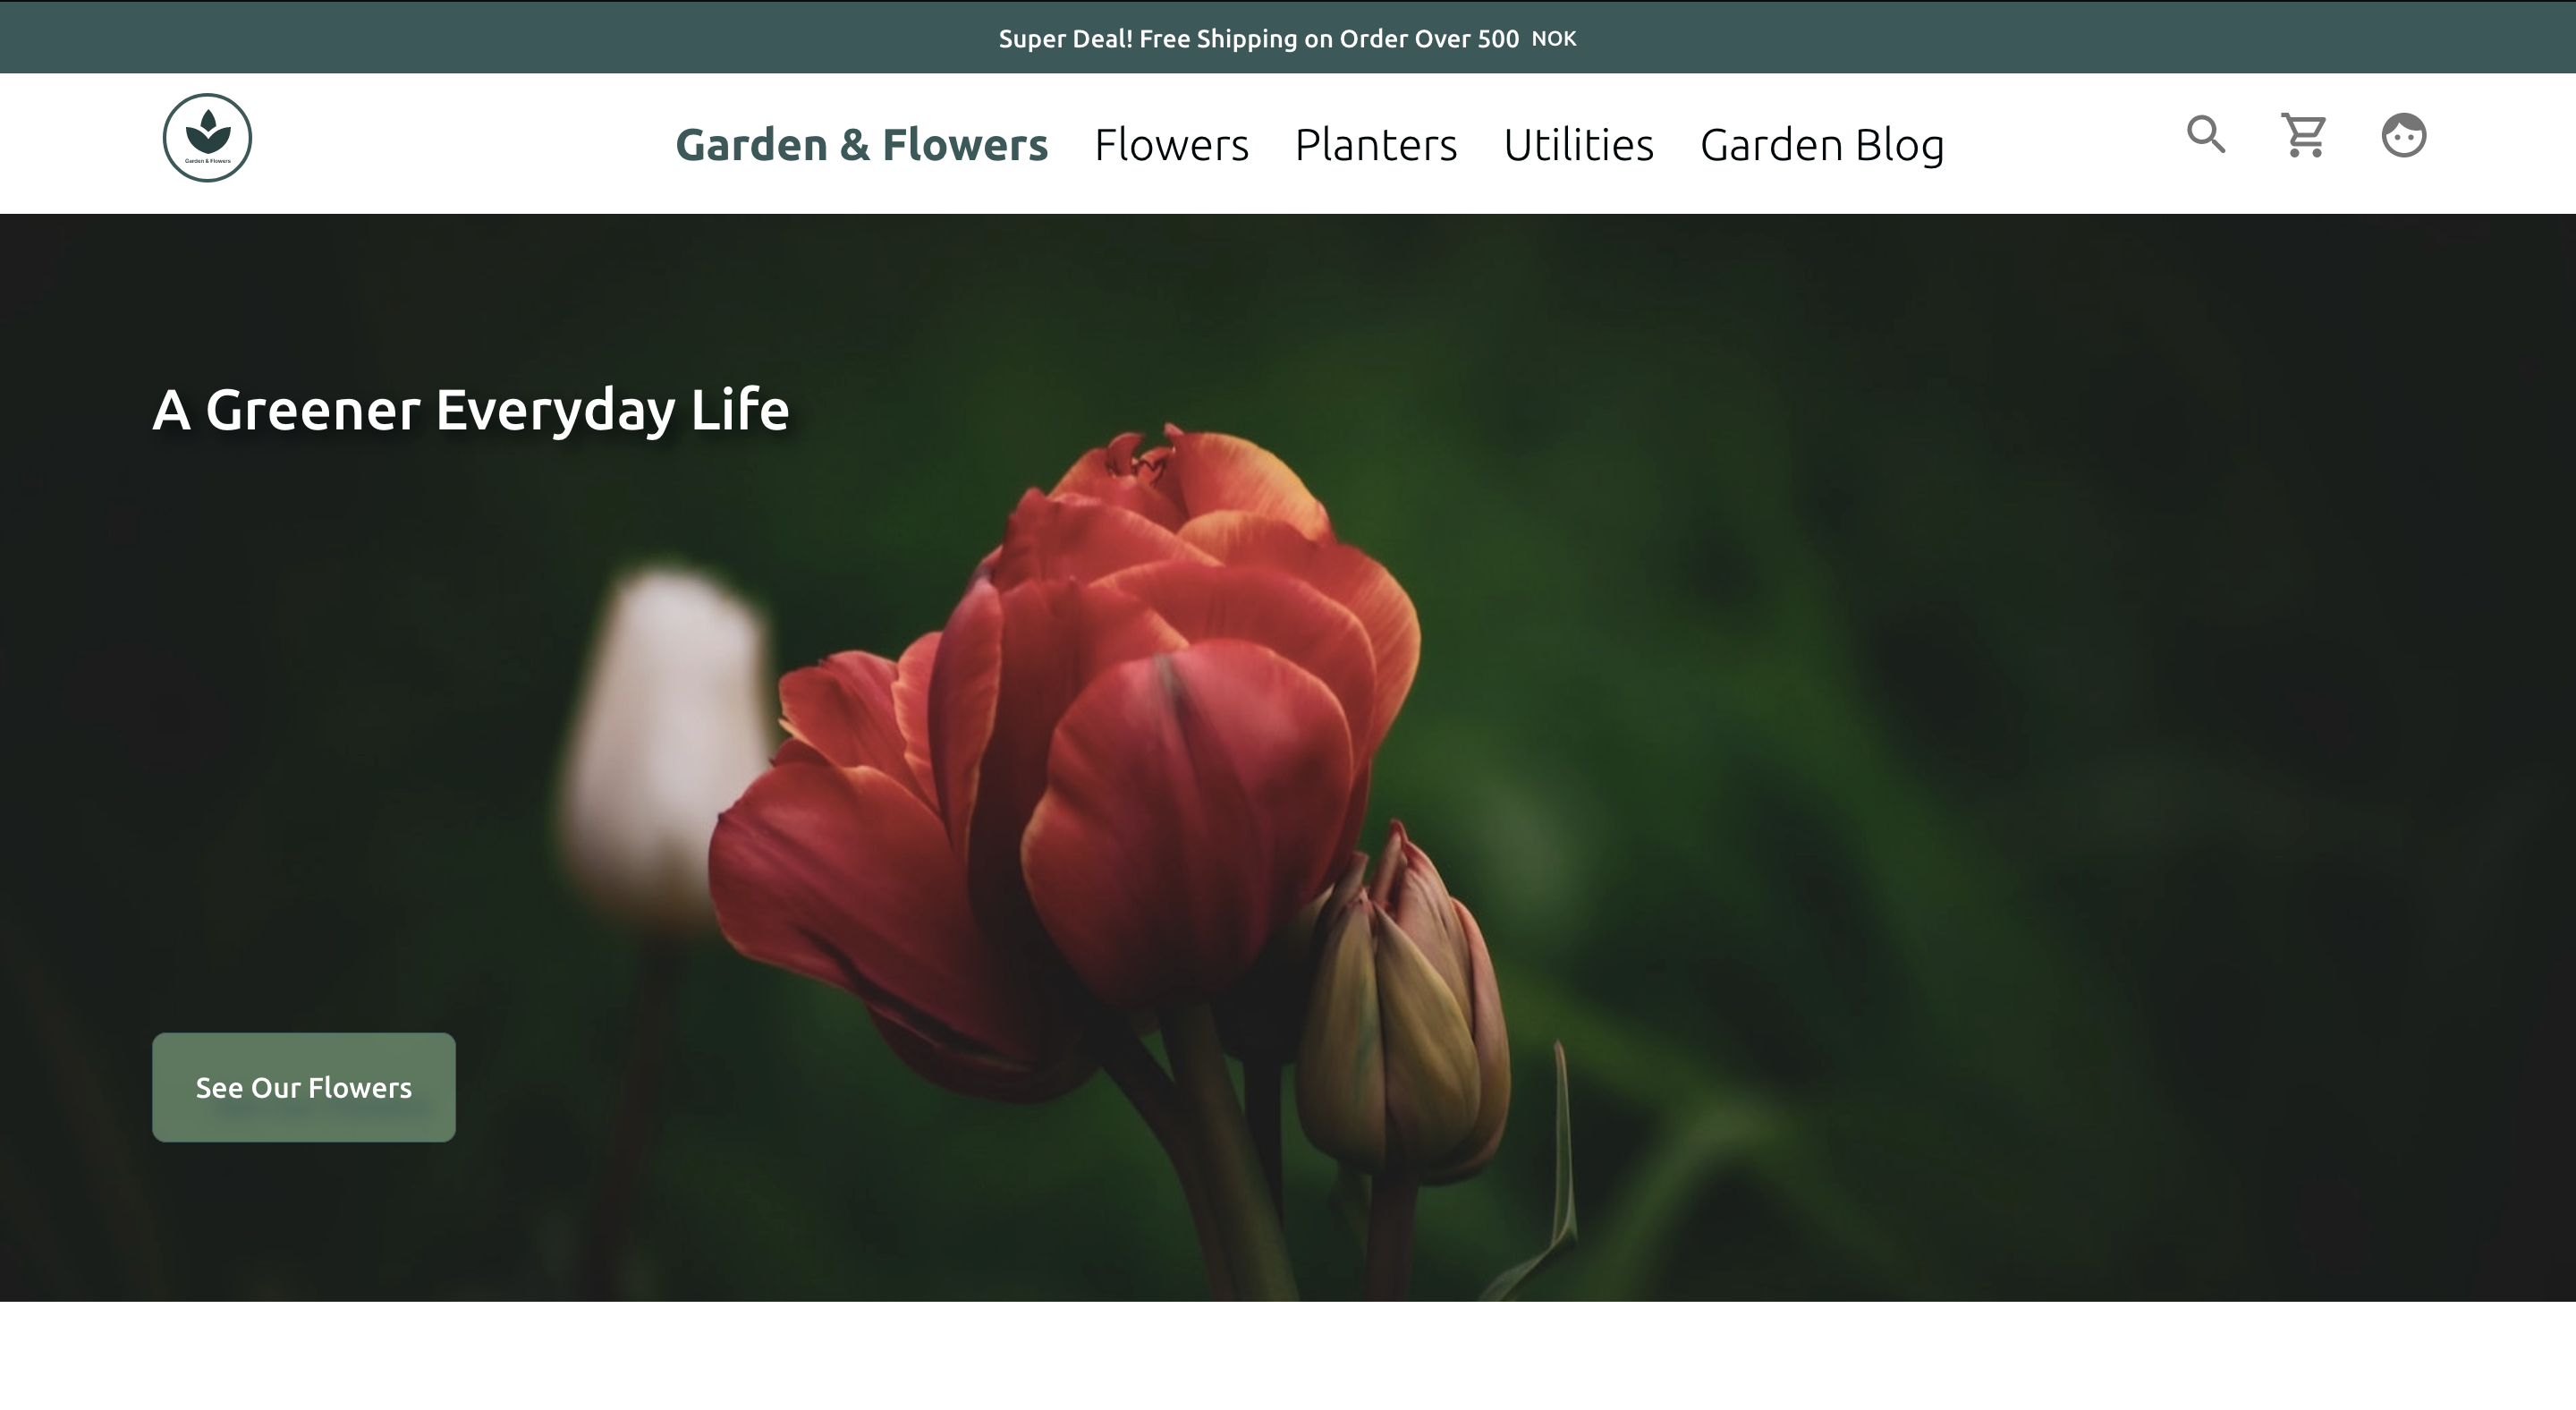 Super Deal! Free Shipping on Order Over 500 NOK
Garden & Flowers
Garden & Flowers Flowers Planters Utilities Garden Blog
A Greener Everyday Life
See Our Flowers